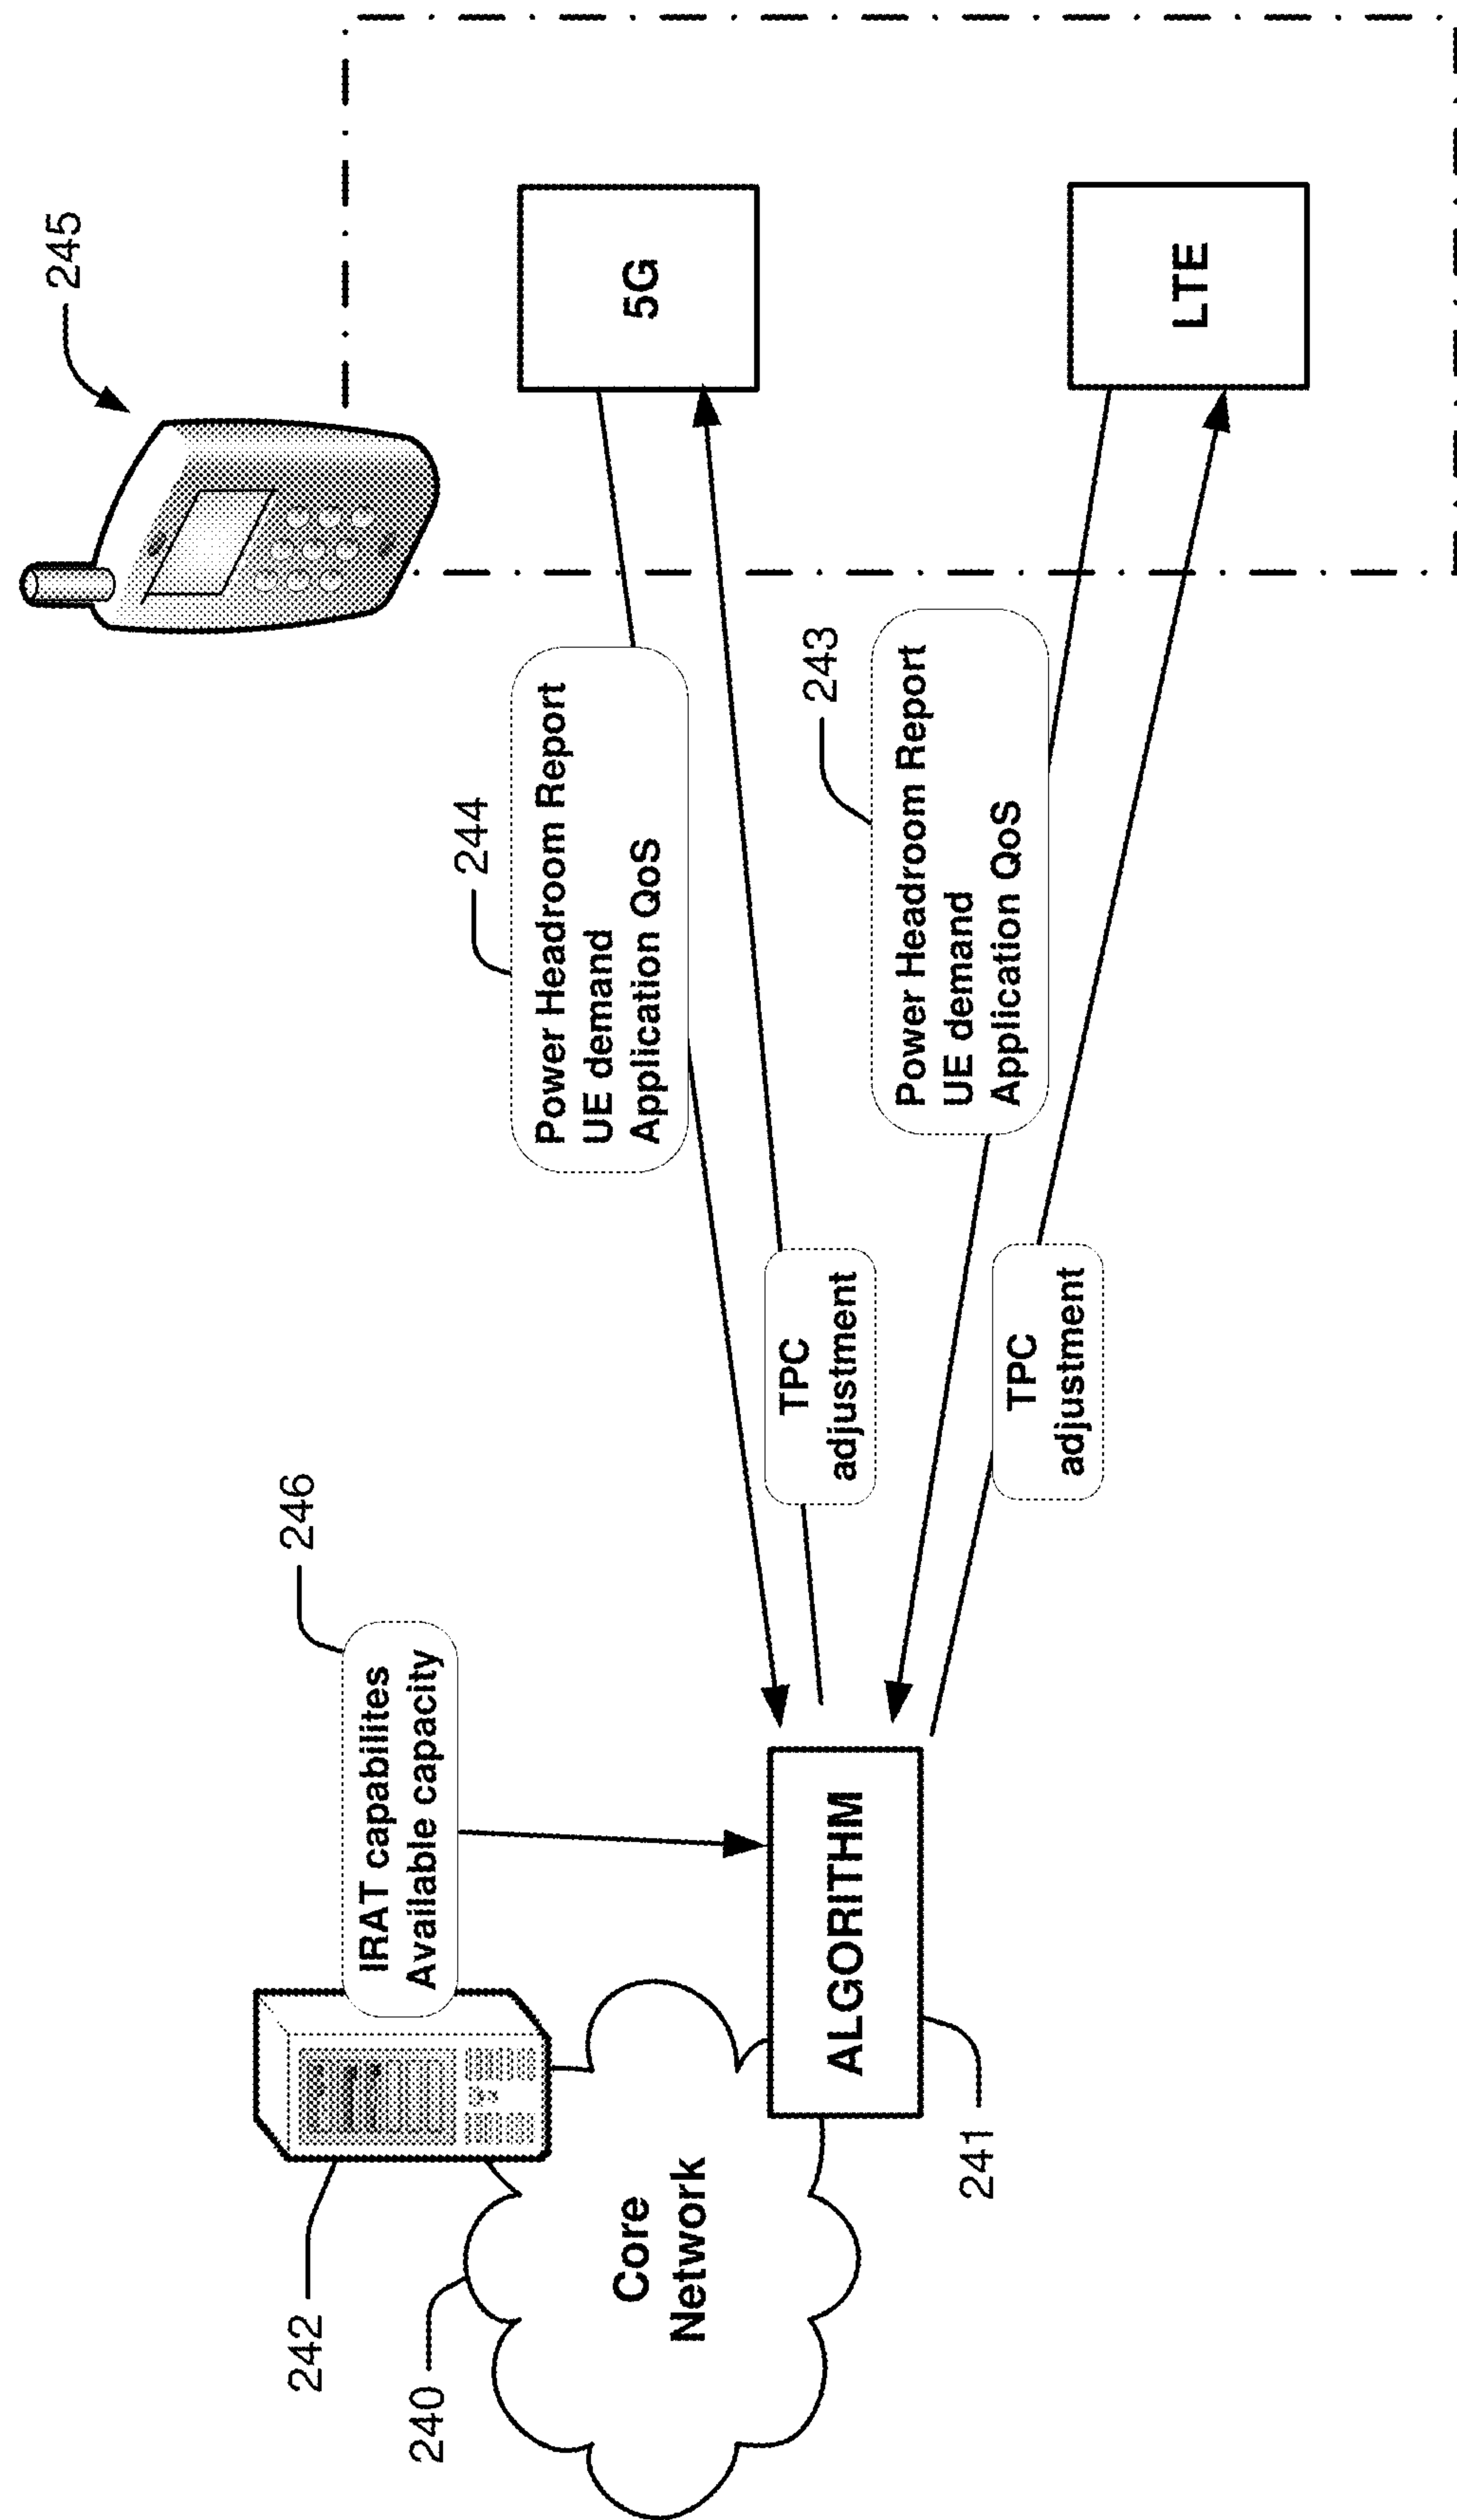 245
5G
LTE
244
Power Headroom Report
UE demand
Application QoS
243
Power Headroom Report
UE demand
Application QoS
TPC
adjustment
TPC
adjustment
246
IRAT capabilites
Available capacity
ALGORITHM
241
242
240
Core
Network